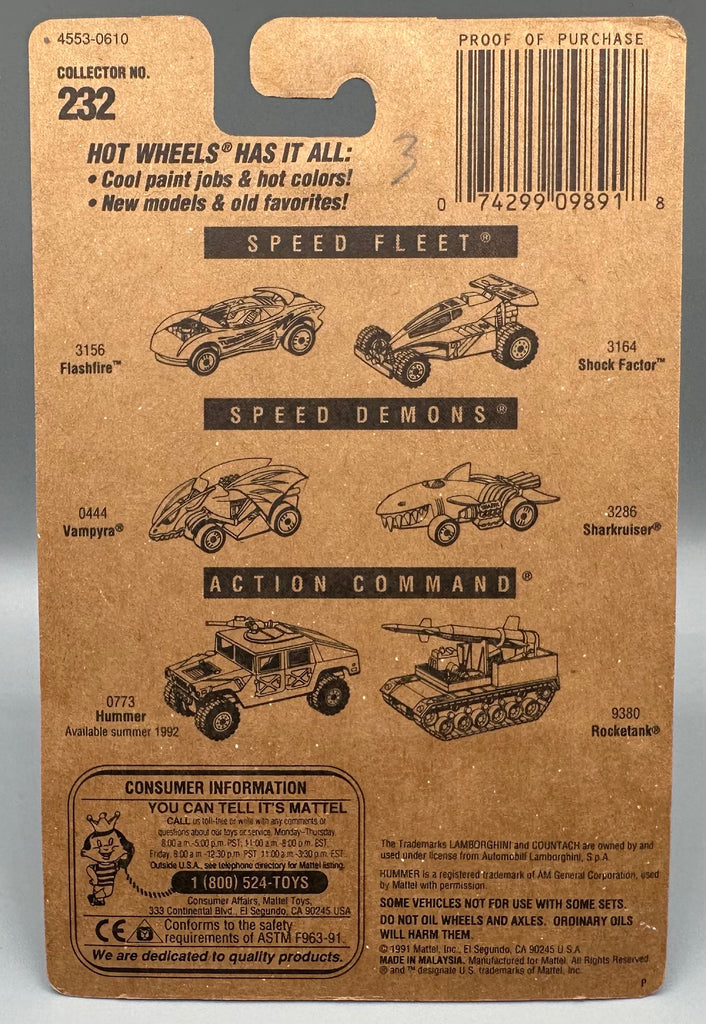 4553-0610
PROOF OF PURCHASE
COLLECTOR NO.
232
HOT WHEELS® HAS IT ALL:
• Cool paint jobs & hot colors!
• New models & old favorites!
3
0 74299 09891 8
SPEED FLEET®
3156
Flashfire™
3164
Shock Factor™
SPEED DEMONS®
0444
Vampyra®
3286
Sharkruiser®
ACTION COMMAND®
0773
Hummer
Available summer 1992
9380
Rocketank®
CONSUMER INFORMATION
YOU CAN TELL IT'S MATTEL
CALL us toll-free or write with any comments or
questions about our toys or service, Monday-Thursday,
8:00 a.m.-5:00 p.m. PST; 11:00 a.m.-8:00 p.m. EST
Friday, 8:00 a.m.-12:30 p.m. PST 11:00 a.m.-3:30 p.m. EST.
Outside U.S.A., see telephone directory for Mattel listing.
1 (800) 524-TOYS
Consumer Affairs, Mattel Toys,
333 Continental Blvd., El Segundo, CA 90245 USA
CE Conforms to the safety
requirements of ASTM F963-91.
We are dedicated to quality products.
The Trademarks LAMBORGHINI and COUNTACH are owned by and
used under license from Automobili Lamborghini, S.p.A.
HUMMER is a registered trademark of AM General Corporation, used
by Mattel with permission.
SOME VEHICLES NOT FOR USE WITH SOME SETS.
DO NOT OIL WHEELS AND AXLES. ORDINARY OILS
WILL HARM THEM.
© 1991 Mattel, Inc., El Segundo, CA 90245 U.S.A.
MADE IN MALAYSIA. Manufactured for Mattel. All Rights Reserved.
® and ™ designate U.S. trademarks of Mattel, Inc.
P